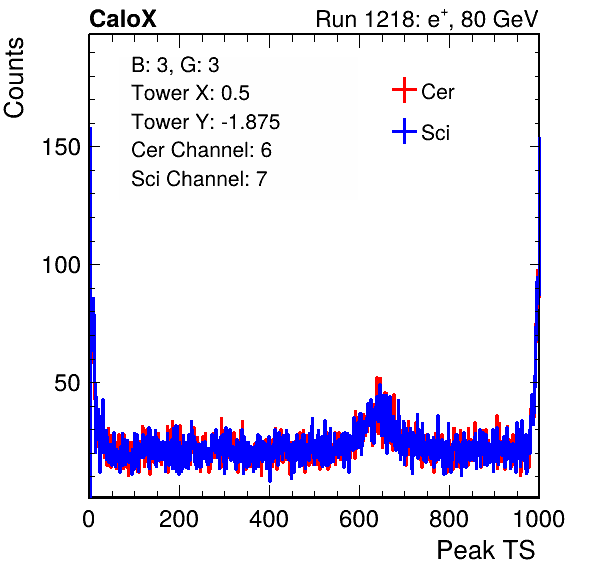 CaloX Run 1218: e⁺, 80 GeV
Counts
B: 3, G: 3
Tower X: 0.5
Tower Y: -1.875
Cer Channel: 6
Sci Channel: 7
Cer
Sci
150
100
50
0 200 400 600 800 1000
Peak TS